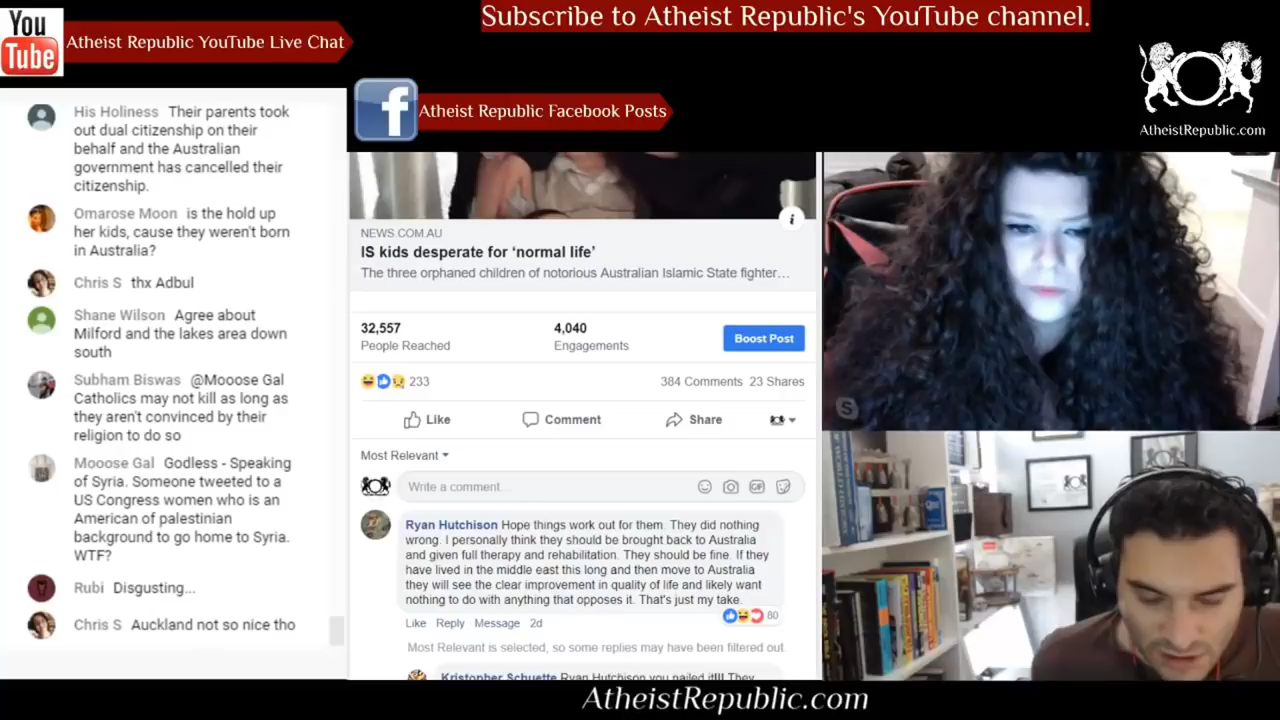 Subscribe to Atheist Republic's YouTube channel.
You
Tube
Atheist Republic YouTube Live Chat
f
Atheist Republic Facebook Posts
AtheistRepublic.com
His Holiness Their parents took
out dual citizenship on their
behalf and the Australian
government has cancelled their
citizenship.
Omarose Moon is the hold up
her kids, cause they weren't born
in Australia?
Chris S thx Adbul
Shane Wilson Agree about
Milford and the lakes area down
south
Subham Biswas @Mooose Gal
Catholics may not kill as long as
they aren't convinced by their
religion to do so
Mooose Gal Godless - Speaking
of Syria. Someone tweeted to a
US Congress women who is an
American of palestinian
background to go home to Syria.
WTF?
Rubi Disgusting...
Chris S Auckland not so nice tho
i
NEWS.COM.AU
IS kids desperate for ‘normal life’
The three orphaned children of notorious Australian Islamic State fighter…
32,557
People Reached
4,040
Engagements
Boost Post
233
384 Comments 23 Shares
Like
Comment
Share
Most Relevant
Write a comment...
GIF
Ryan Hutchison Hope things work out for them. They did nothing
wrong. I personally think they should be brought back to Australia
and given full therapy and rehabilitation. They should be fine. If they
have lived in the middle east this long and then move to Australia
they will see the clear improvement in quality of life and likely want
nothing to do with anything that opposes it. That's just my take.
80
Like Reply Message 2d
Most Relevant is selected, so some replies may have been filtered out.
Kristopher Schuette Ryan Hutchison you nailed it!!! They
AtheistRepublic.com